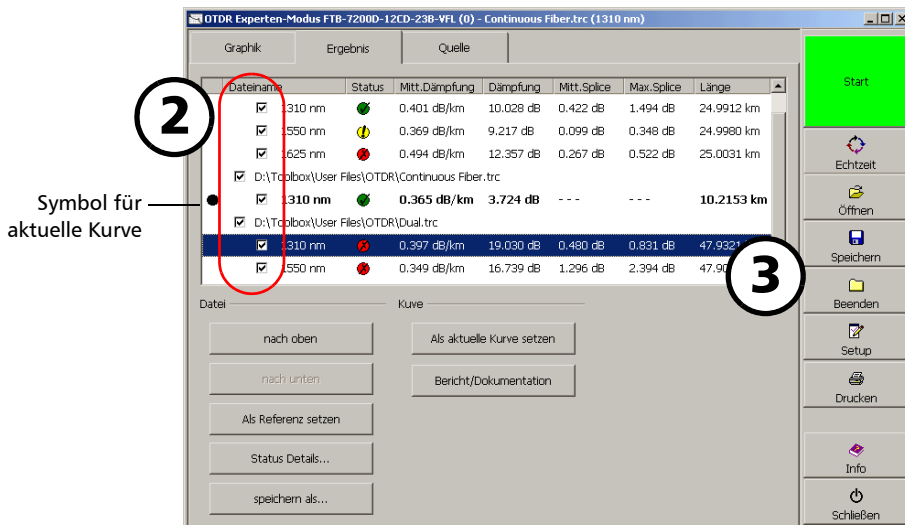 OTDR Experten-Modus FTB-7200D-12CD-23B-VFL (0) - Continuous Fiber.trc (1310 nm)
Graphik Ergebnis Quelle
Dateiname Status Mitt.Dämpfung Dämpfung Mitt.Splice Max.Splice Länge
1310 nm 0.401 dB/km 10.028 dB 0.422 dB 1.494 dB 24.9912 km
1550 nm 0.369 dB/km 9.217 dB 0.099 dB 0.348 dB 24.9980 km
1625 nm 0.494 dB/km 12.357 dB 0.267 dB 0.522 dB 25.0031 km
D:\Toolbox\User Files\OTDR\Continuous Fiber.trc
1310 nm 0.365 dB/km 3.724 dB --- --- 10.2153 km
D:\Toolbox\User Files\OTDR\Dual.trc
1310 nm 0.397 dB/km 19.030 dB 0.480 dB 0.831 dB 47.932
1550 nm 0.349 dB/km 16.739 dB 1.296 dB 2.394 dB 47.90
2
Symbol für
aktuelle Kurve
3
Datei
nach oben
nach unten
Als Referenz setzen
Status Details...
speichern als...
Kuve
Als aktuelle Kurve setzen
Bericht/Dokumentation
Start
Echtzeit
Öffnen
Speichern
Beenden
Setup
Drucken
Info
Schließen